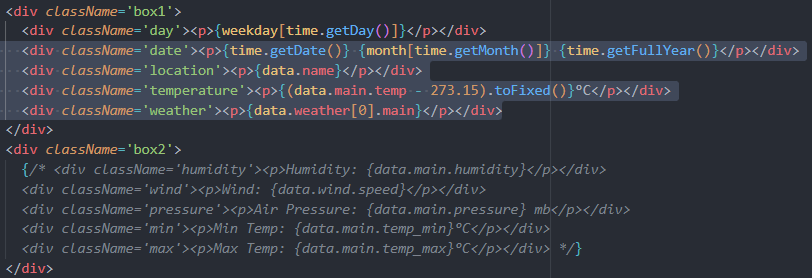 <div className='box1'>
<div className='day'><p>{weekday[time.getDay()]}</p></div>
<div className='date'><p>{time.getDate()} {month[time.getMonth()]} {time.getFullYear()}</p></div>
<div className='location'><p>{data.name}</p></div>
<div className='temperature'><p>{(data.main.temp - 273.15).toFixed()}°C</p></div>
<div className='weather'><p>{data.weather[0].main}</p></div>
</div>
<div className='box2'>
{/* <div className='humidity'><p>Humidity: {data.main.humidity}</p></div>
<div className='wind'><p>Wind: {data.wind.speed}</p></div>
<div className='pressure'><p>Air Pressure: {data.main.pressure} mb</p></div>
<div className='min'><p>Min Temp: {data.main.temp_min}°C</p></div>
<div className='max'><p>Max Temp: {data.main.temp_max}°C</p></div> */}
</div>